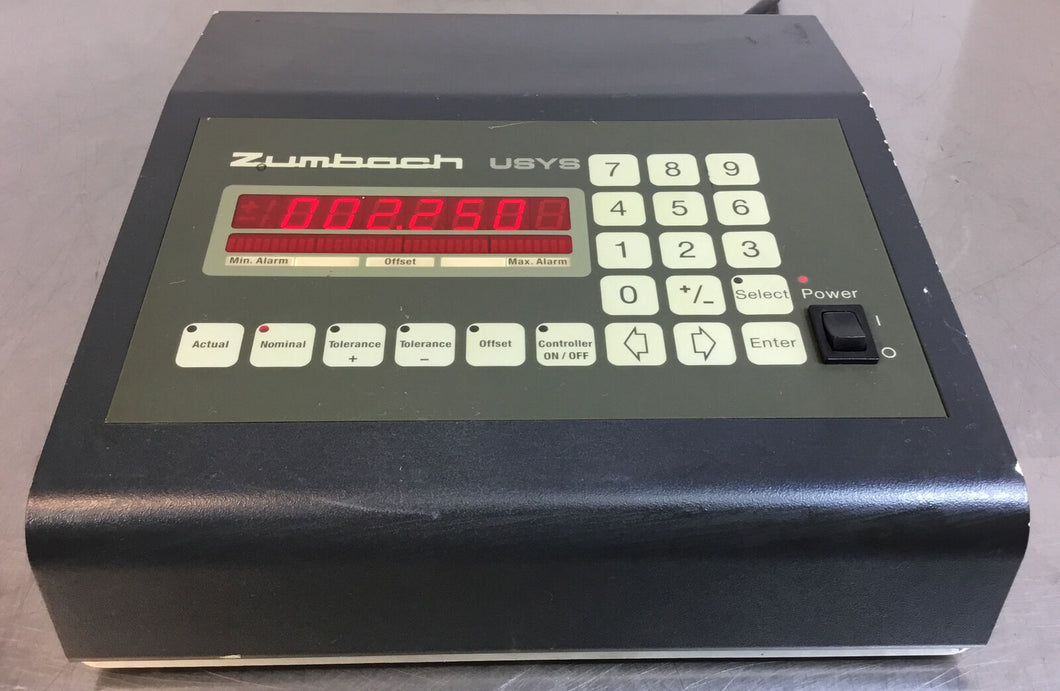 Zumbach USYS
002.250
Min. Alarm Offset Max. Alarm
7 8 9
4 5 6
1 2 3
0 +/- Select
Power
Actual
Nominal
Tolerance
+
Tolerance
-
Offset
Controller
ON / OFF
Enter
I
O